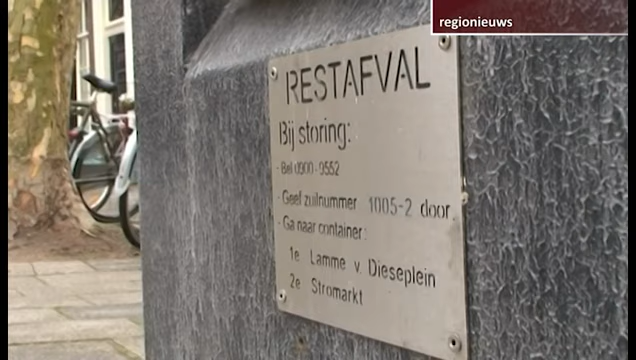 regionieuws
RESTAFVAL
Bij storing:
- Bel 0900-9552
- Geef zuilnummer 1005-2 door.
- Ga naar container:
1e Lamme v. Dieseplein
2e Stromarkt